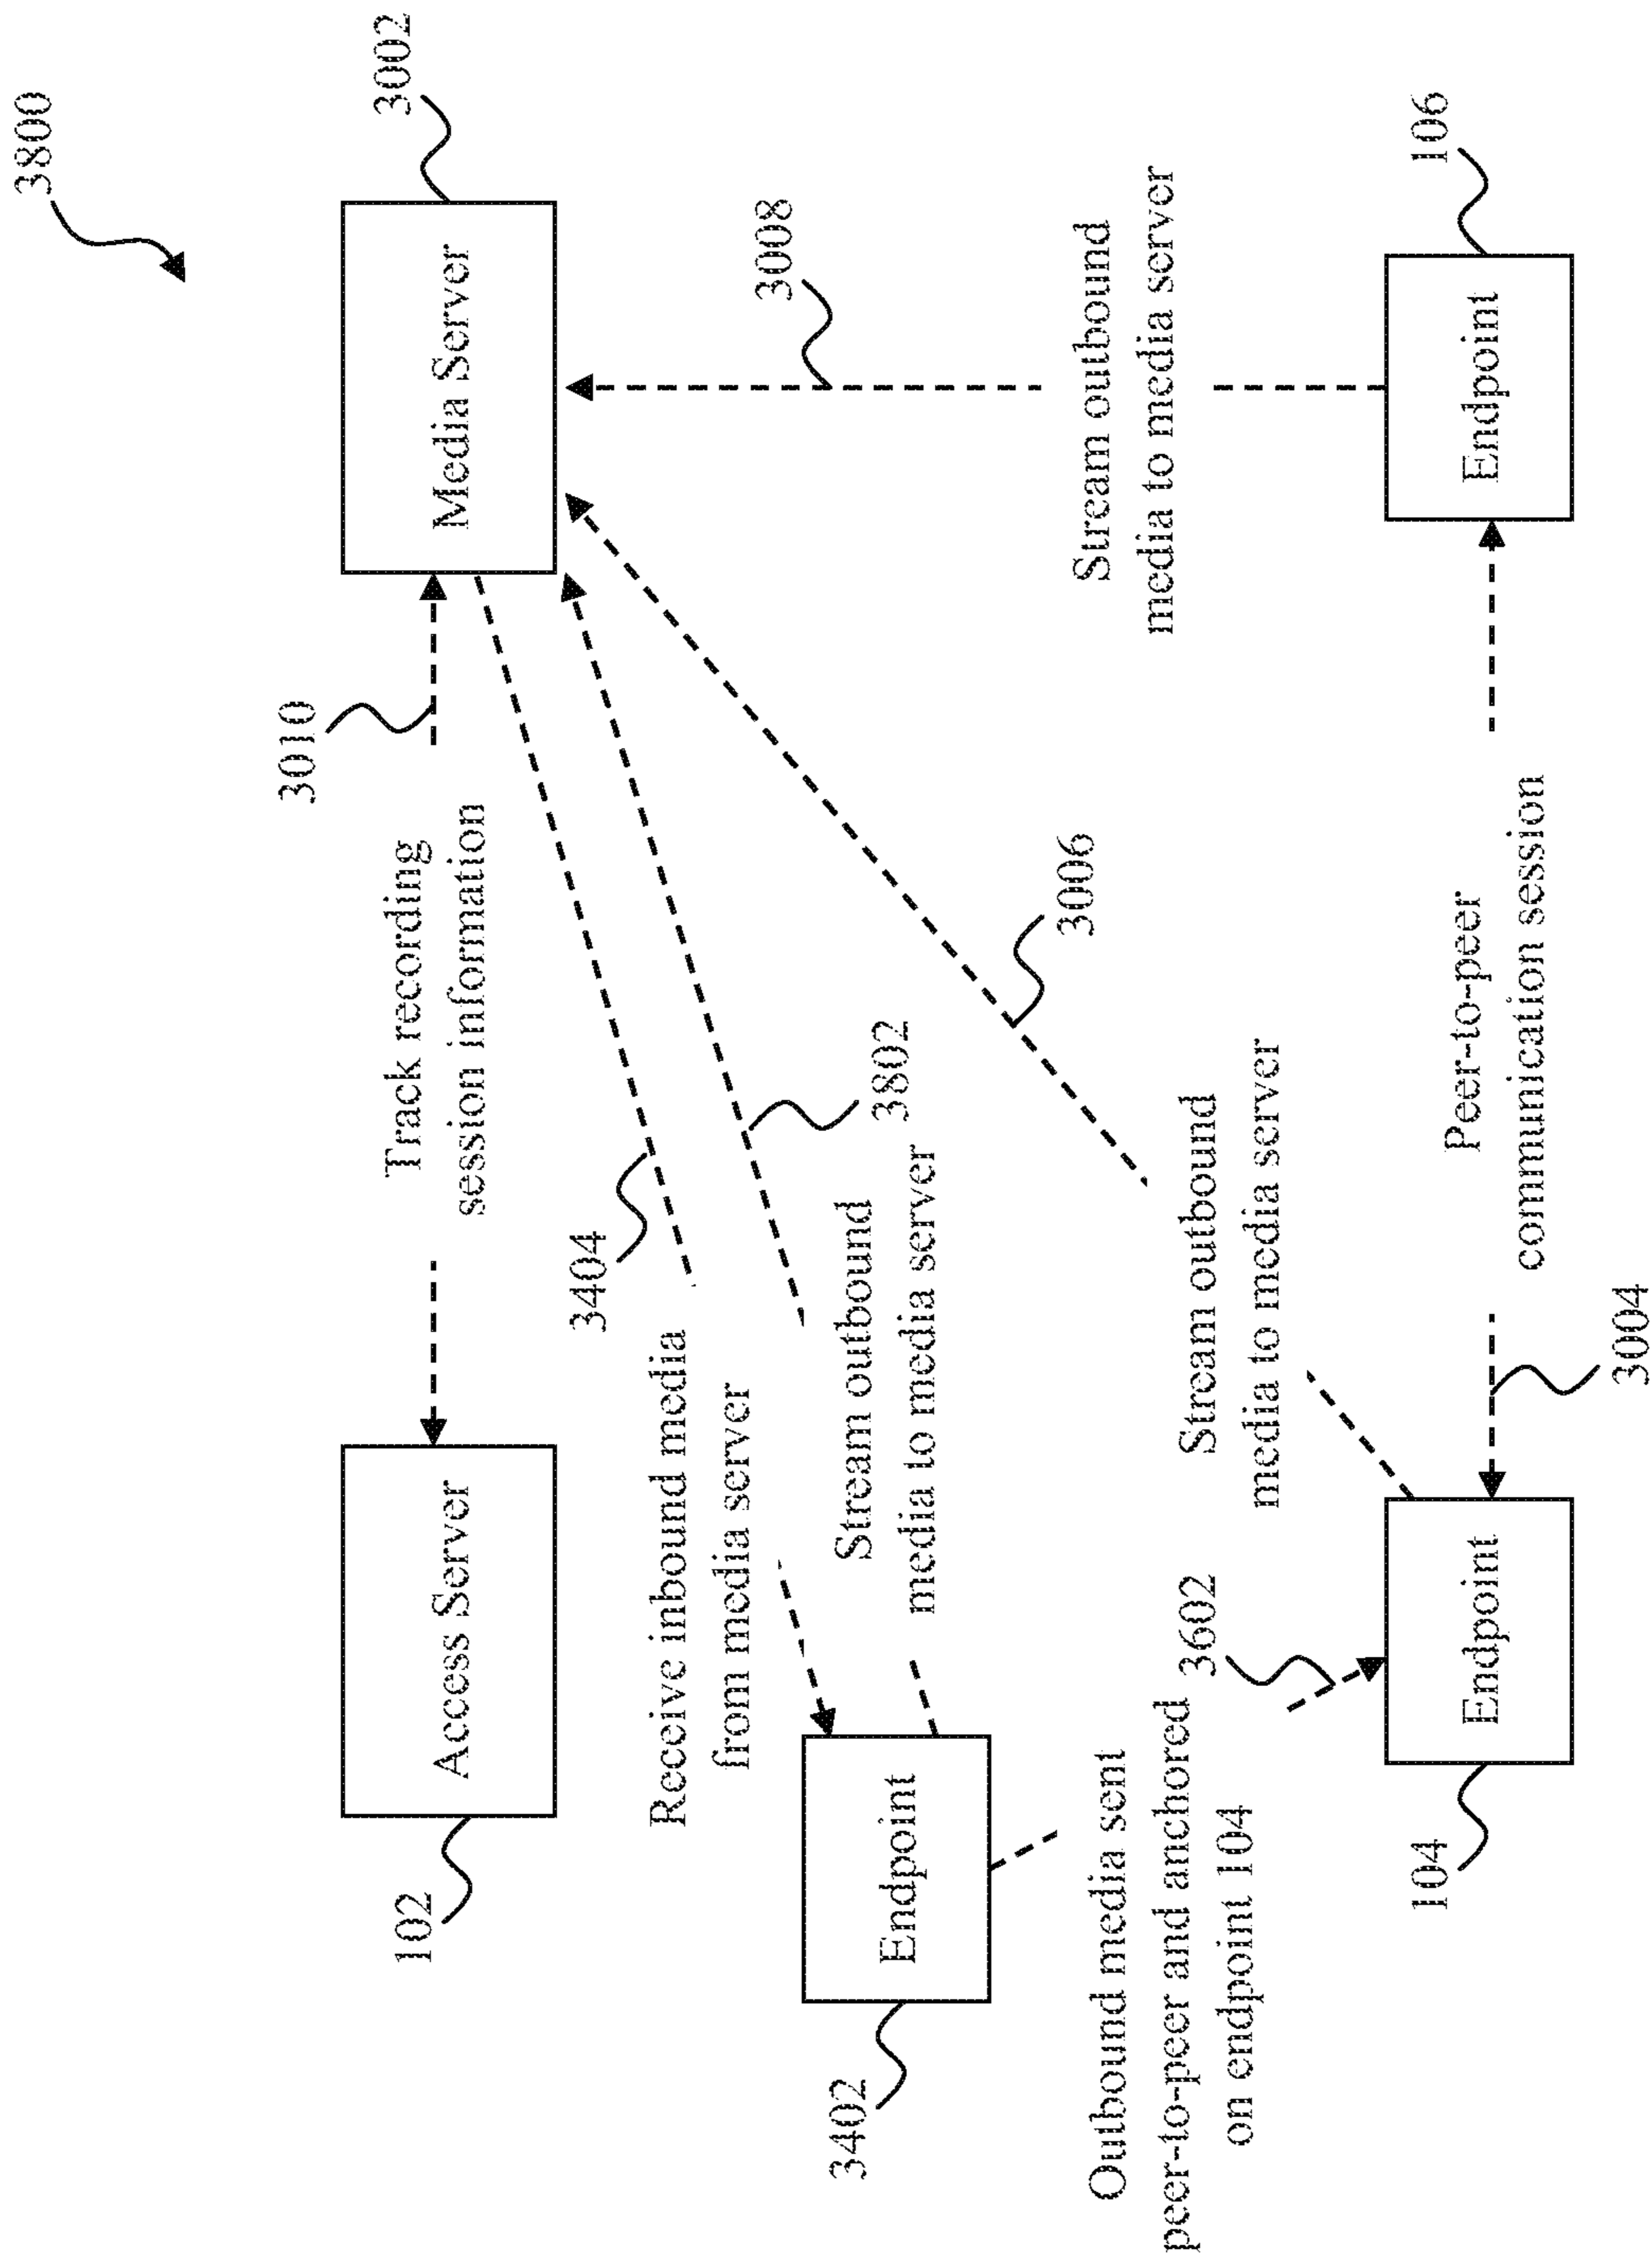 3800
3002
Media Server
3010
Track recording
session information
Access Server
102
3404
Receive inbound media
from media server
3802
Stream outbound
media to media server
3008
Stream outbound
media to media server
3006
Stream outbound
media to media server
Endpoint
3402
Outbound media sent
peer-to-peer and anchored
on endpoint 104
3602
Endpoint
104
3004
Peer-to-peer
communication session
Endpoint
106